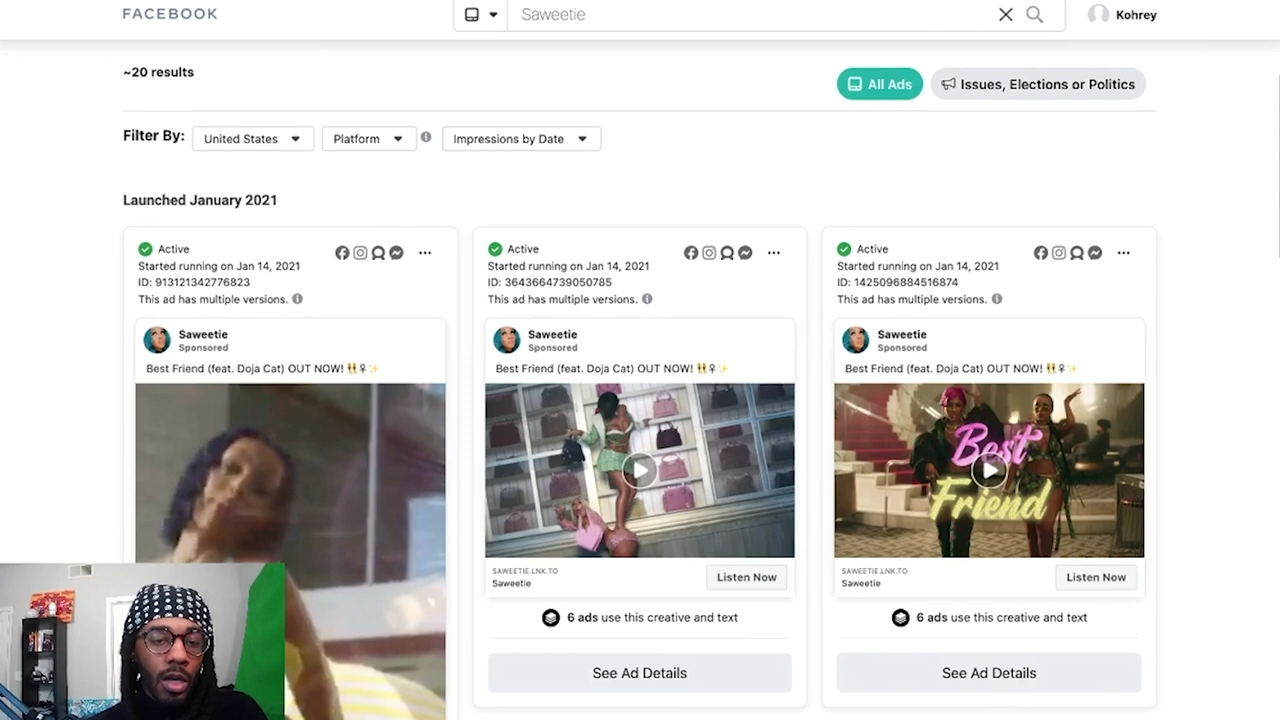 FACEBOOK
Saweetie
Kohrey
~20 results
All Ads
Issues, Elections or Politics
Filter By:
United States
Platform
Impressions by Date
Launched January 2021
Active
Started running on Jan 14, 2021
ID: 913121342776823
This ad has multiple versions.
Saweetie
Sponsored
Best Friend (feat. Doja Cat) OUT NOW! 👯♀✨
Active
Started running on Jan 14, 2021
ID: 3643664739050785
This ad has multiple versions.
Saweetie
Sponsored
Best Friend (feat. Doja Cat) OUT NOW! 👯♀✨
SAWEETIE.LNK.TO
Saweetie
Listen Now
6 ads use this creative and text
See Ad Details
Active
Started running on Jan 14, 2021
ID: 1425096884516874
This ad has multiple versions.
Saweetie
Sponsored
Best Friend (feat. Doja Cat) OUT NOW! 👯♀✨
Best
Friend
SAWEETIE.LNK.TO
Saweetie
Listen Now
6 ads use this creative and text
See Ad Details